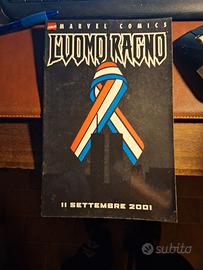 MARVEL COMICS
L'UOMO RAGNO
11 SETTEMBRE 2001
subito